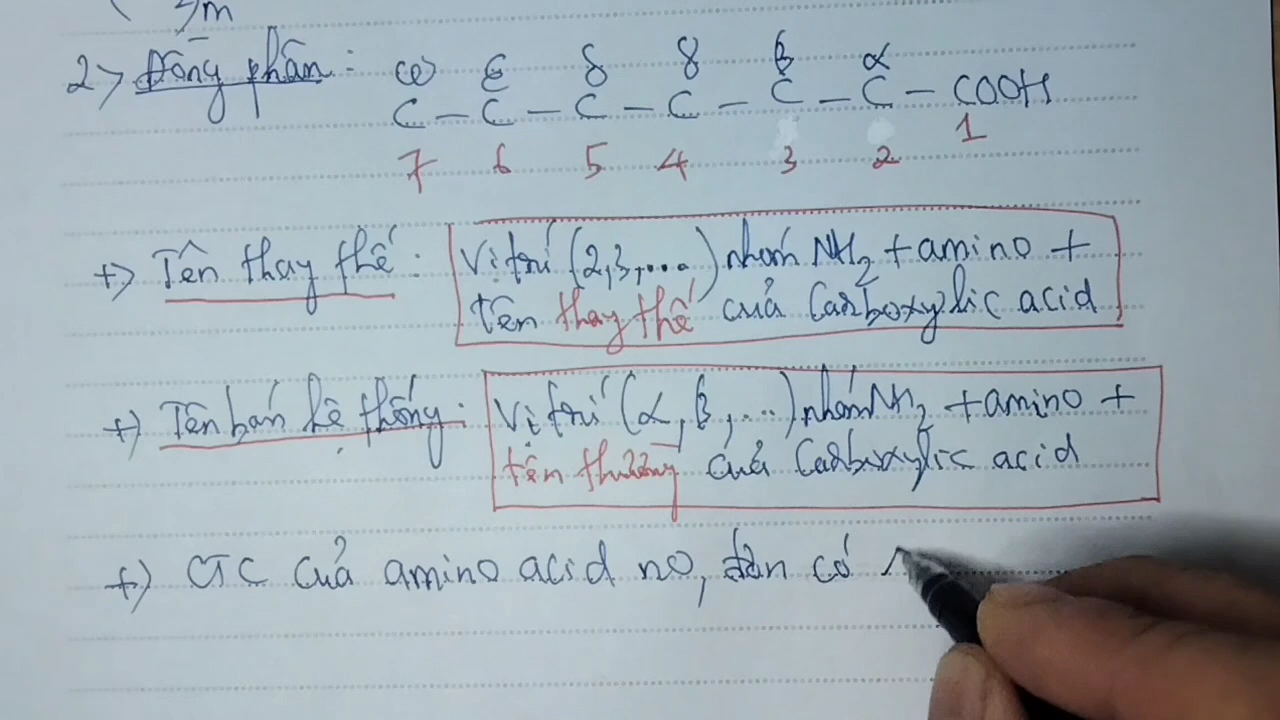 )m
2) Đồng phân: ω ε δ γ β α
C — C — C — C — C — C — COOH
7 6 5 4 3 2 1
+) Tên thay thế: Vị trí (2,3,...) nhóm NH2 + amino +
tên thay thế của Carboxylic acid
+) Tên bán hệ thống: Vị trí (α, β, ...) nhóm NH2 + amino +
tên thường của Carboxylic acid
+) CTC của amino acid no, đơn có